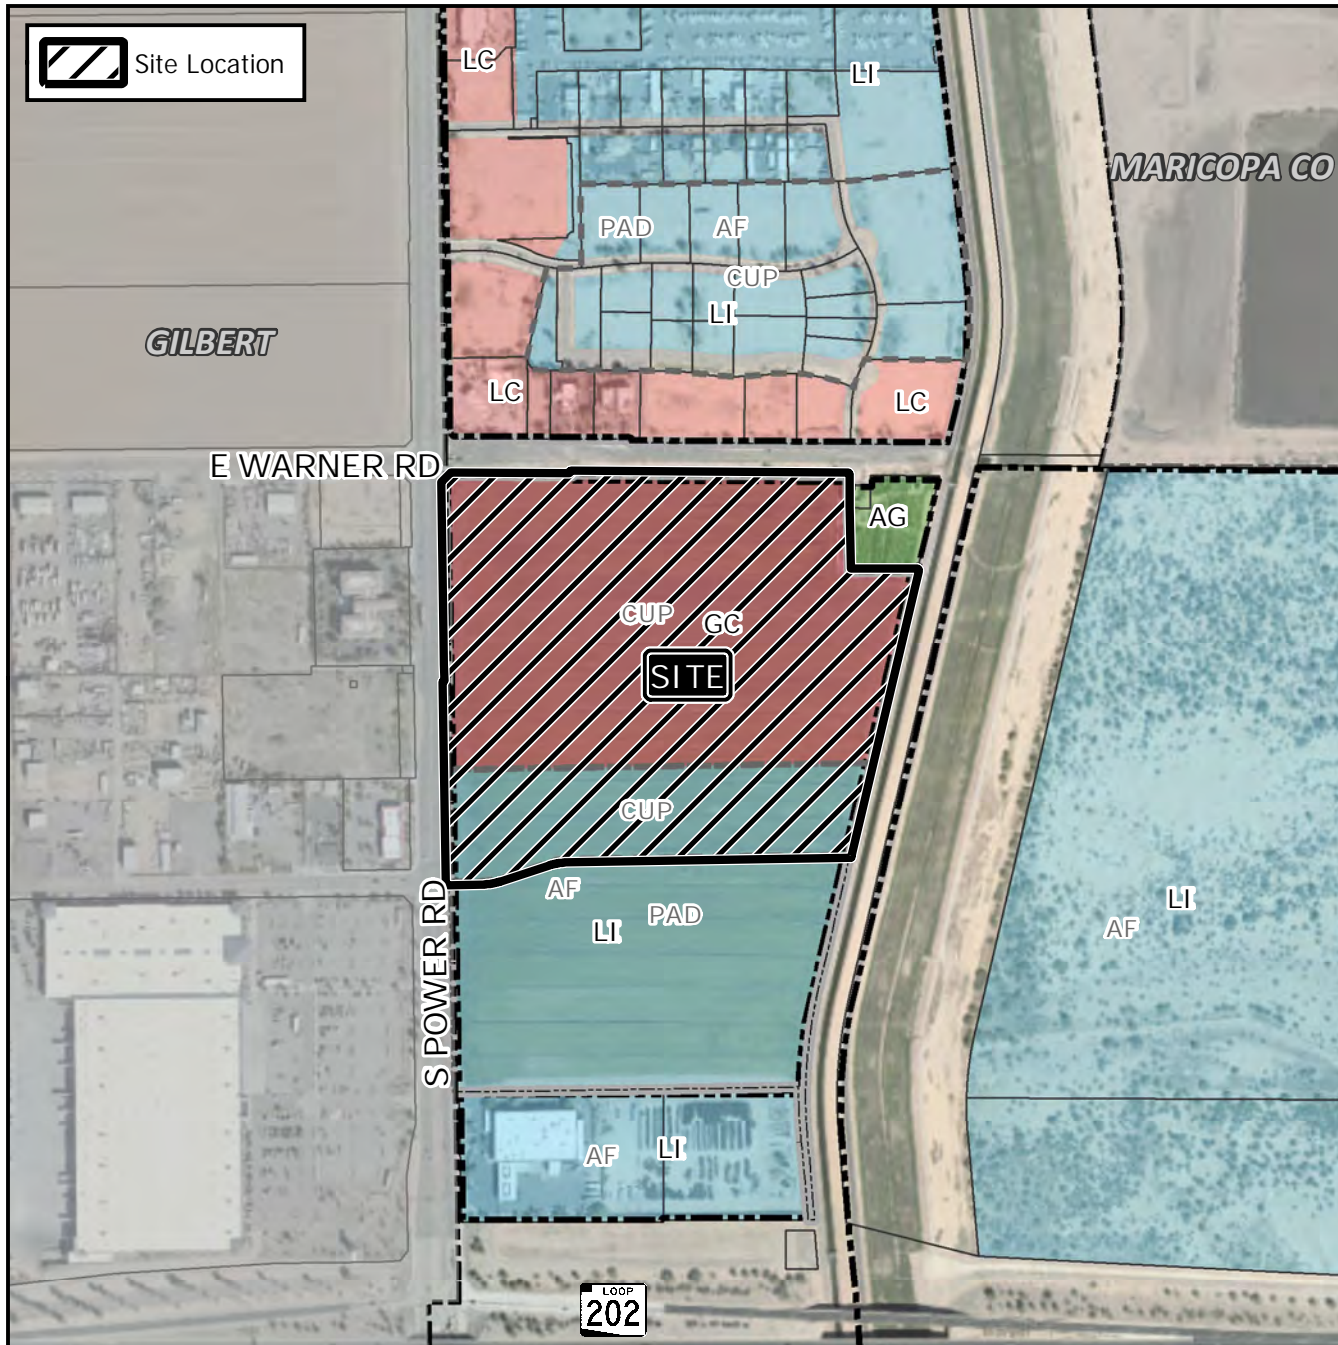 Site Location
LC
LI
MARICOPA CO
PAD
AF
CUP
LI
GILBERT
LC
LC
E WARNER RD
AG
CUP
GC
SITE
CUP
S POWER RD
AF
PAD
LI
LI
AF
AF
LI
LOOP
202